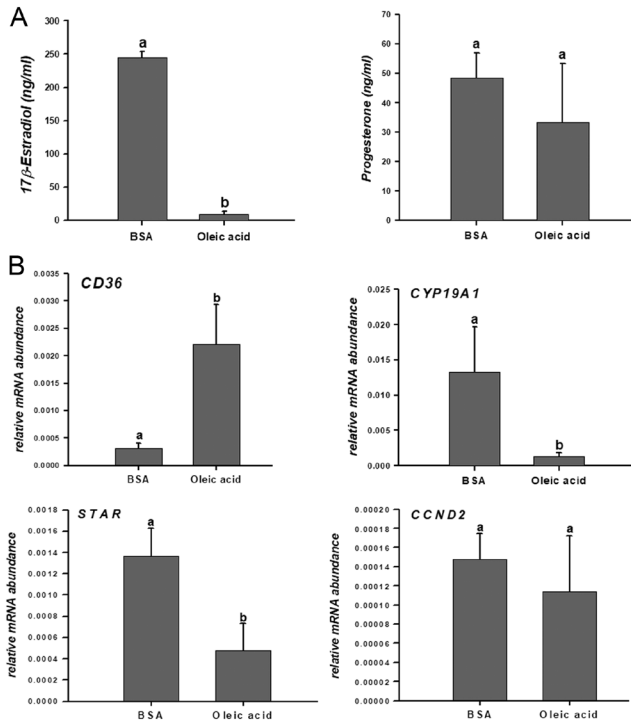 A
17β-Estradiol (ng/ml)
300
250
200
150
100
50
0
a
b
BSA Oleic acid
Progesterone (ng/ml)
70
60
50
40
30
20
10
0
a a
BSA Oleic acid
B
CD36
relative mRNA abundance
0.0035
0.0030
0.0025
0.0020
0.0015
0.0010
0.0005
0.0000
a
b
BSA Oleic acid
CYP19A1
relative mRNA abundance
0.025
0.020
0.015
0.010
0.005
0.000
a
b
BSA Oleic acid
STAR
relative mRNA abundance
0.0018
0.0016
0.0014
0.0012
0.0010
0.0008
0.0006
0.0004
0.0002
0.0000
a
b
BSA Oleic acid
CCND2
relative mRNA abundance
0.00020
0.00018
0.00016
0.00014
0.00012
0.00010
0.00008
0.00006
0.00004
0.00002
0.00000
a a
BSA Oleic acid